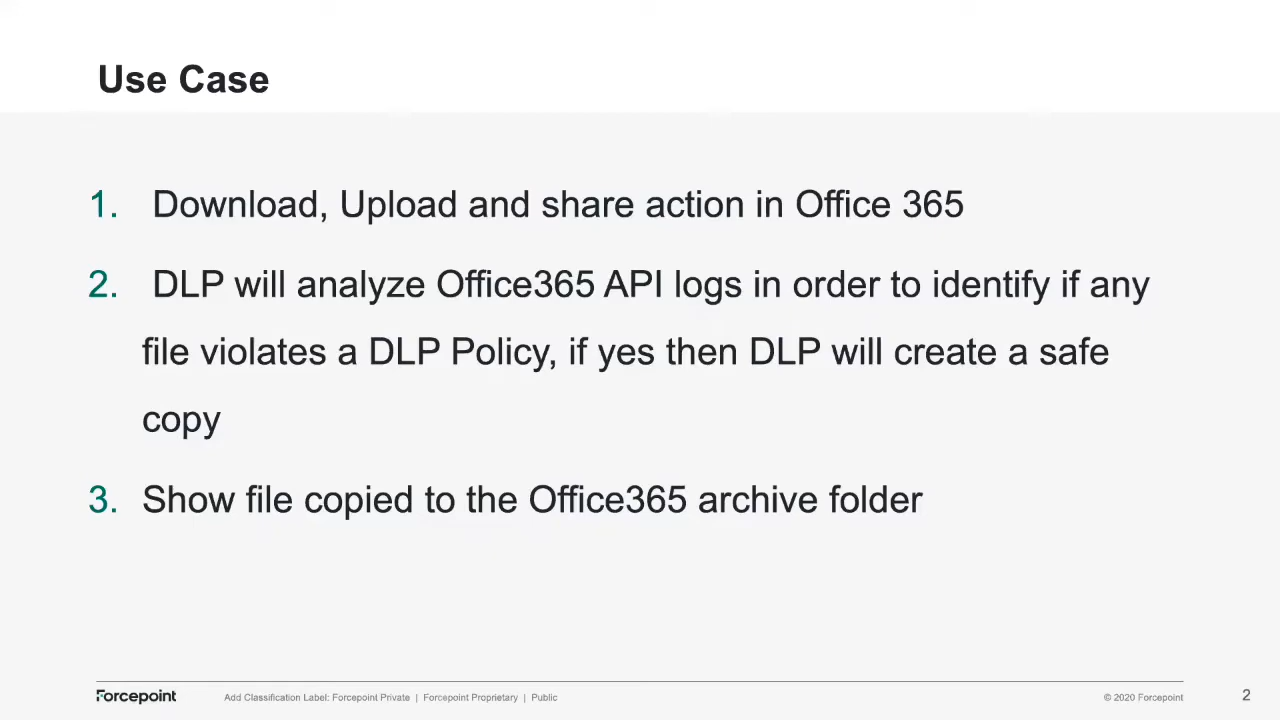 Use Case
1. Download, Upload and share action in Office 365
2. DLP will analyze Office365 API logs in order to identify if any
file violates a DLP Policy, if yes then DLP will create a safe
copy
3. Show file copied to the Office365 archive folder
Forcepoint Add Classification Label: Forcepoint Private | Forcepoint Proprietary | Public © 2020 Forcepoint 2